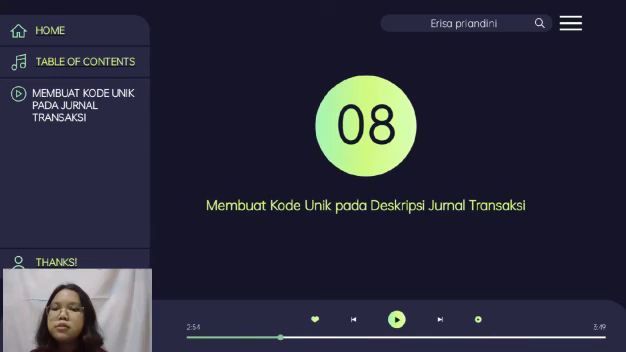 Erisa priandini
HOME
TABLE OF CONTENTS
MEMBUAT KODE UNIK
PADA JURNAL
TRANSAKSI
08
Membuat Kode Unik pada Deskripsi Jurnal Transaksi
THANKS!
2:54
3:49